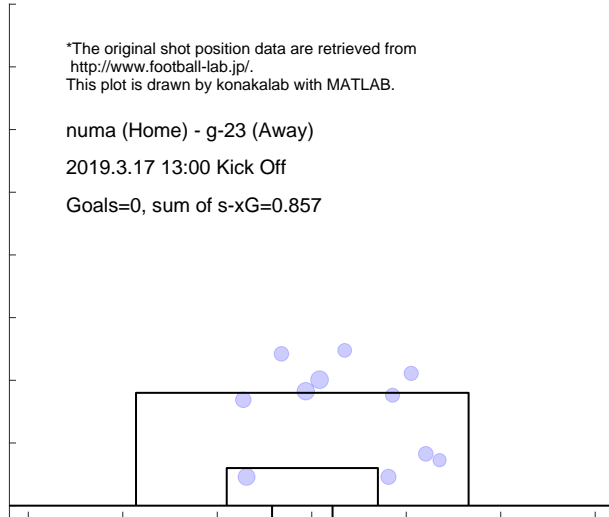 *The original shot position data are retrieved from
http://www.football-lab.jp/.
This plot is drawn by konakalab with MATLAB.
numa (Home) - g-23 (Away)
2019.3.17 13:00 Kick Off
Goals=0, sum of s-xG=0.857